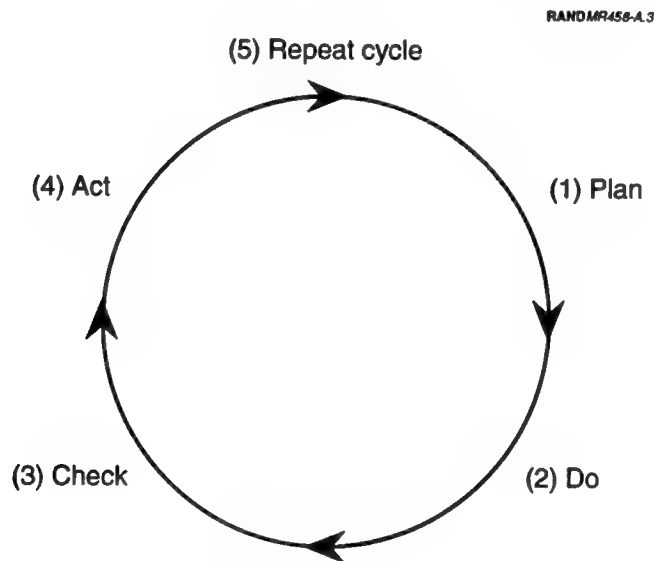 RANDMR458-A.3
(5) Repeat cycle
(4) Act
(1) Plan
(3) Check
(2) Do